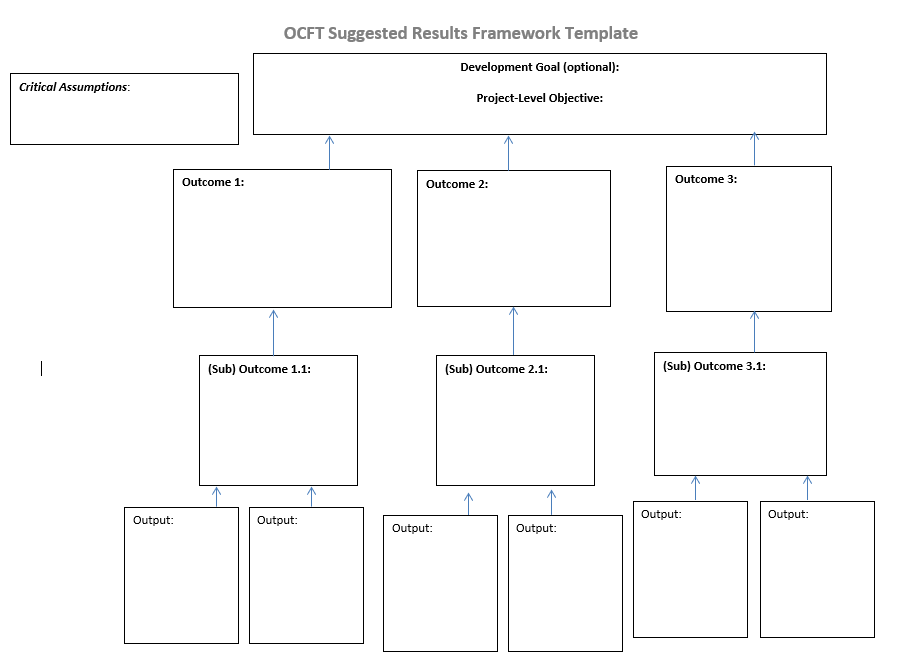 OCFT Suggested Results Framework Template
Development Goal (optional):
Project-Level Objective:
Critical Assumptions:
Outcome 1:
Outcome 2:
Outcome 3:
(Sub) Outcome 1.1:
(Sub) Outcome 2.1:
(Sub) Outcome 3.1:
Output:
Output:
Output:
Output:
Output:
Output: